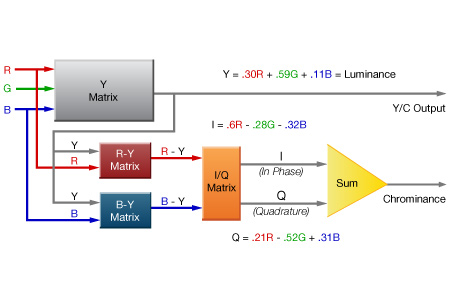 R
G
B
Y
Matrix
Y = .30R + .59G + .11B = Luminance
Y/C Output
I = .6R - .28G - .32B
Y
R
R-Y
Matrix
R - Y
Y
B
B-Y
Matrix
B - Y
I/Q
Matrix
I
(In Phase)
Q
(Quadrature)
Sum
Chrominance
Q = .21R - .52G + .31B